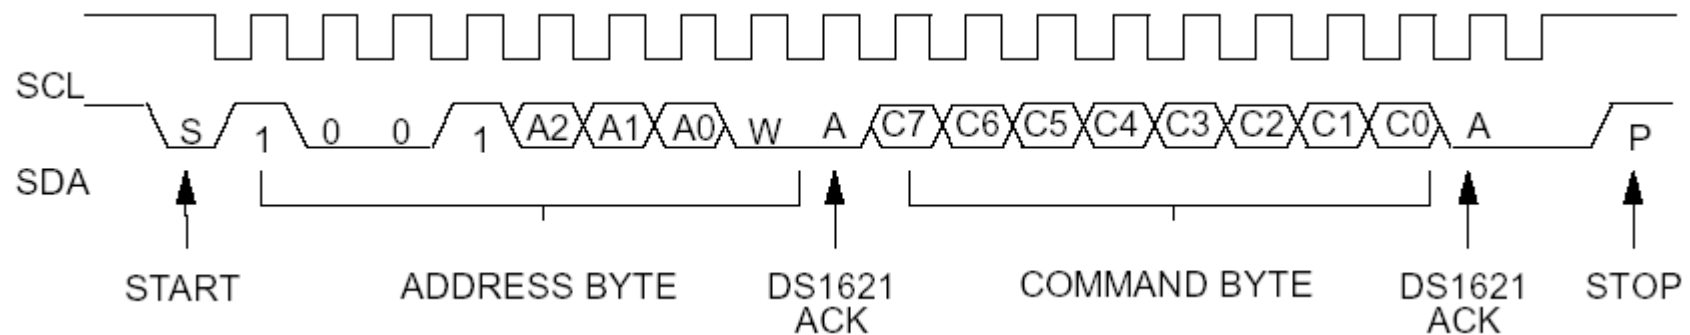 SCL
S 1 0 0 1 A2 A1 A0 W A C7 C6 C5 C4 C3 C2 C1 C0 A P
SDA
START ADDRESS BYTE DS1621 ACK COMMAND BYTE DS1621 ACK STOP